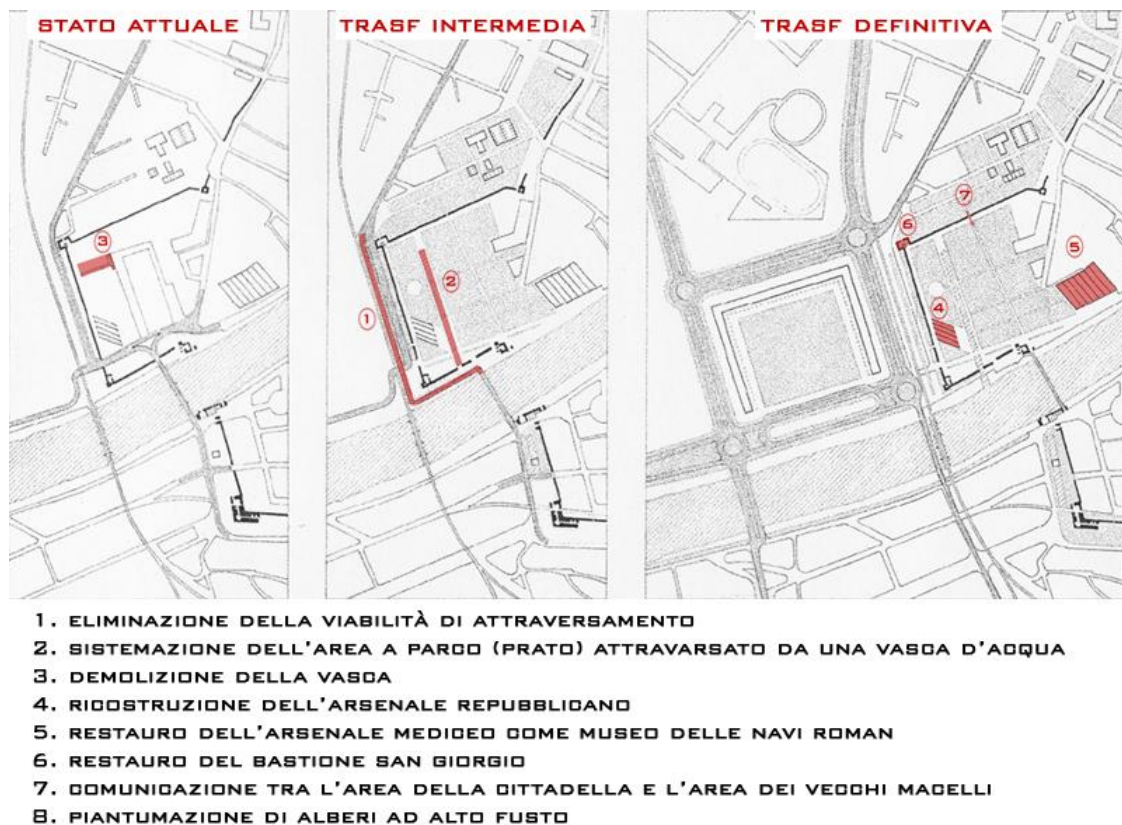 STATO ATTUALE
TRASF INTERMEDIA
TRASF DEFINITIVA
3
1
2
7
6
5
4
1. ELIMINAZIONE DELLA VIABILITÀ DI ATTRAVERSAMENTO
2. SISTEMAZIONE DELL'AREA A PARCO (PRATO) ATTRAVARSATO DA UNA VASCA D'ACQUA
3. DEMOLIZIONE DELLA VASCA
4. RICOSTRUZIONE DELL'ARSENALE REPUBBLICANO
5. RESTAURO DELL'ARSENALE MEDICEO COME MUSEO DELLE NAVI ROMAN
6. RESTAURO DEL BASTIONE SAN GIORGIO
7. COMUNICAZIONE TRA L'AREA DELLA CITTADELLA E L'AREA DEI VECCHI MACELLI
8. PIANTUMAZIONE DI ALBERI AD ALTO FUSTO